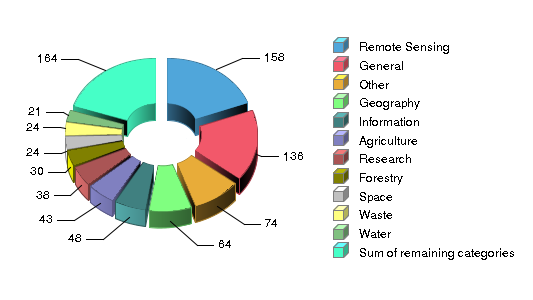 164
158
21
24
24
30
38
43
48
64
74
136
Remote Sensing
General
Other
Geography
Information
Agriculture
Research
Forestry
Space
Waste
Water
Sum of remaining categories